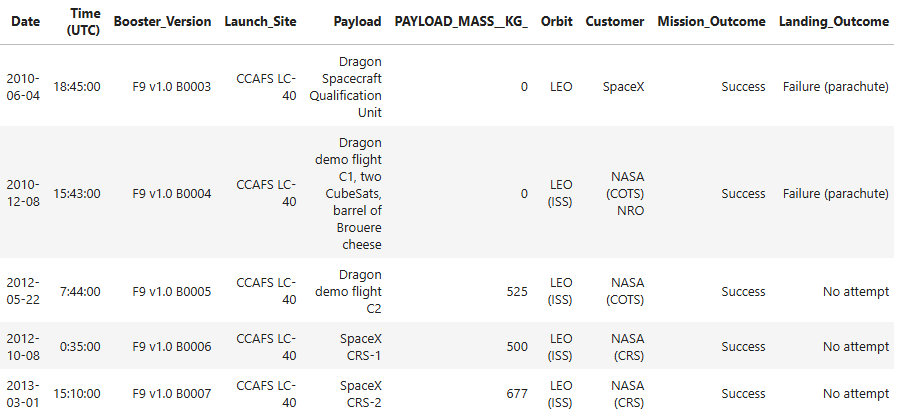 Date Time (UTC) Booster_Version Launch_Site Payload PAYLOAD_MASS__KG_ Orbit Customer Mission_Outcome Landing_Outcome
2010-06-04 18:45:00 F9 v1.0 B0003 CCAFS LC-40 Dragon Spacecraft Qualification Unit 0 LEO SpaceX Success Failure (parachute)
2010-12-08 15:43:00 F9 v1.0 B0004 CCAFS LC-40 Dragon demo flight C1, two CubeSats, barrel of Brouere cheese 0 LEO (ISS) NASA (COTS) NRO Success Failure (parachute)
2012-05-22 7:44:00 F9 v1.0 B0005 CCAFS LC-40 Dragon demo flight C2 525 LEO (ISS) NASA (COTS) Success No attempt
2012-10-08 0:35:00 F9 v1.0 B0006 CCAFS LC-40 SpaceX CRS-1 500 LEO (ISS) NASA (CRS) Success No attempt
2013-03-01 15:10:00 F9 v1.0 B0007 CCAFS LC-40 SpaceX CRS-2 677 LEO (ISS) NASA (CRS) Success No attempt